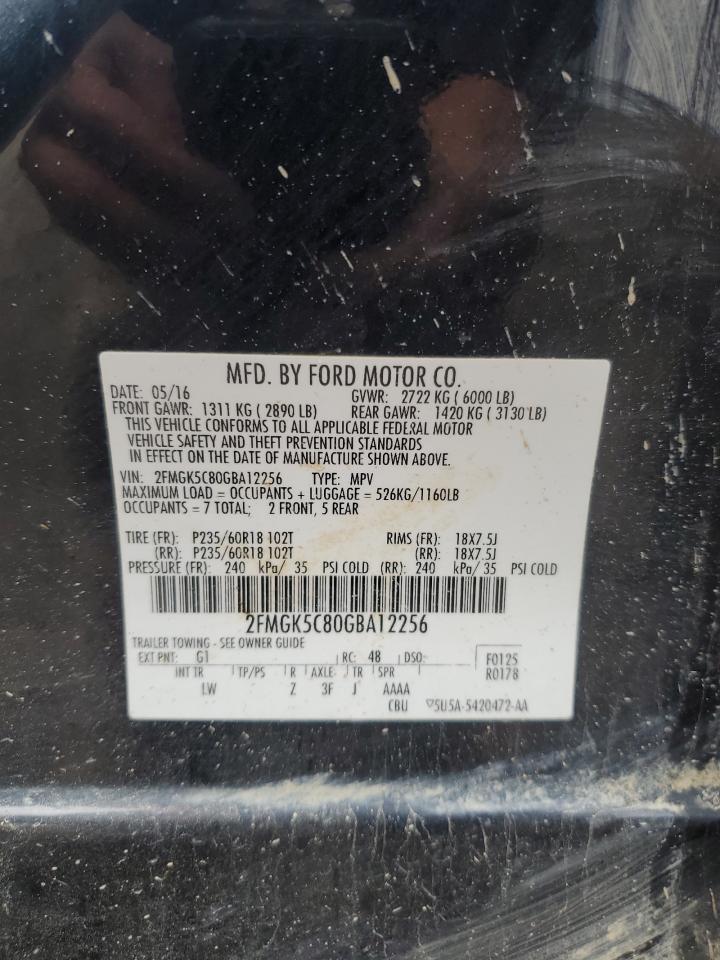 MFD. BY FORD MOTOR CO.
DATE: 05/16 GVWR: 2722 KG ( 6000 LB)
FRONT GAWR: 1311 KG ( 2890 LB) REAR GAWR: 1420 KG ( 3130 LB)
THIS VEHICLE CONFORMS TO ALL APPLICABLE FEDERAL MOTOR
VEHICLE SAFETY AND THEFT PREVENTION STANDARDS
IN EFFECT ON THE DATE OF MANUFACTURE SHOWN ABOVE.
VIN: 2FMGK5C80GBA12256 TYPE: MPV
MAXIMUM LOAD = OCCUPANTS + LUGGAGE = 526KG/1160LB
OCCUPANTS = 7 TOTAL; 2 FRONT, 5 REAR
TIRE (FR): P235/60R18 102T RIMS (FR): 18X7.5J
(RR): P235/60R18 102T (RR): 18X7.5J
PRESSURE (FR): 240 kPa/ 35 PSI COLD (RR): 240 kPa/ 35 PSI COLD
2FMGK5C80GBA12256
TRAILER TOWING - SEE OWNER GUIDE
EXT PNT: G1 RC: 48 DSO: F0125
INT TR TP/PS R AXLE TR SPR R0178
LW Z 3F J AAAA
CBU ▽5U5A-5420472-AA